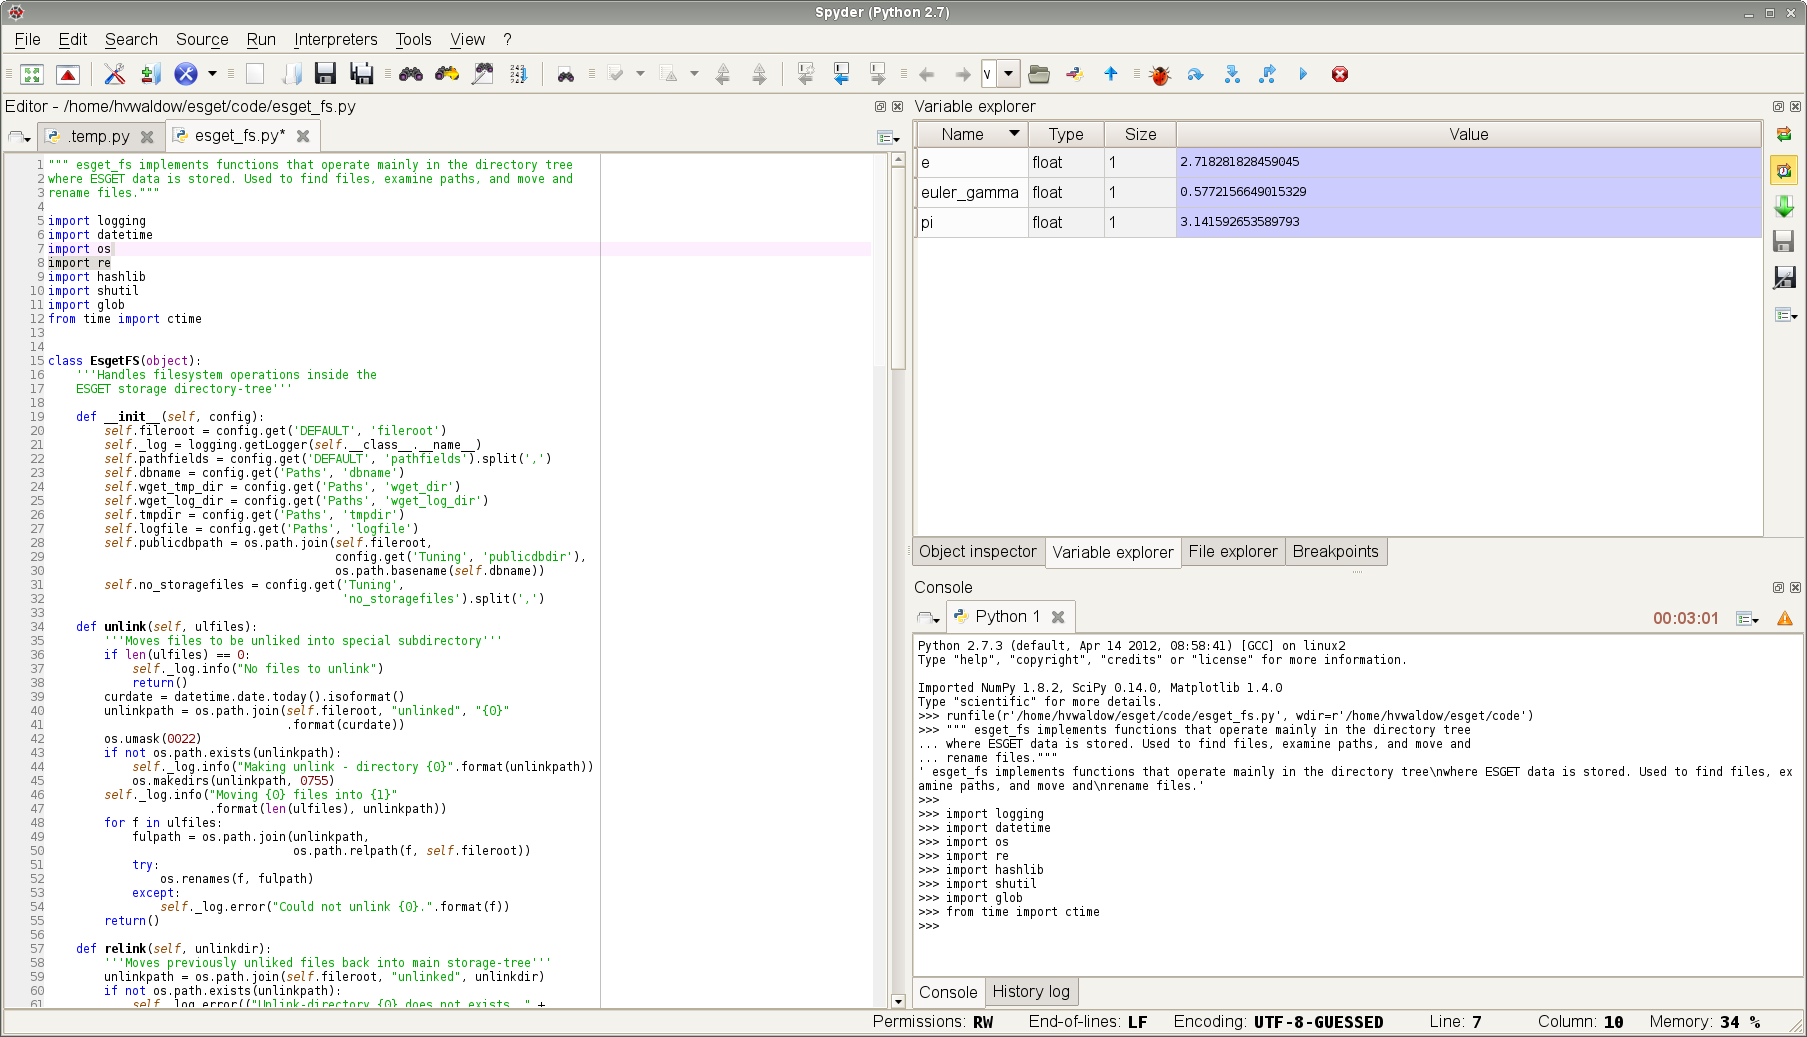 Spyder (Python 2.7)
File Edit Search Source Run Interpreters Tools View ?
V
Editor - /home/hvwaldow/esget/code/esget_fs.py
.temp.py
esget_fs.py*
1 """ esget_fs implements functions that operate mainly in the directory tree
2 where ESGET data is stored. Used to find files, examine paths, and move and
3 rename files."""
4
5 import logging
6 import datetime
7 import os
8 import re
9 import hashlib
10 import shutil
11 import glob
12 from time import ctime
13
14
15 class EsgetFS(object):
16     '''Handles filesystem operations inside the
17     ESGET storage directory-tree'''
18
19     def __init__(self, config):
20         self.fileroot = config.get('DEFAULT', 'fileroot')
21         self._log = logging.getLogger(self.__class__.__name__)
22         self.pathfields = config.get('DEFAULT', 'pathfields').split(',')
23         self.dbname = config.get('Paths', 'dbname')
24         self.wget_tmp_dir = config.get('Paths', 'wget_dir')
25         self.wget_log_dir = config.get('Paths', 'wget_log_dir')
26         self.tmpdir = config.get('Paths', 'tmpdir')
27         self.logfile = config.get('Paths', 'logfile')
28         self.publicdbpath = os.path.join(self.fileroot,
29                                          config.get('Tuning', 'publicdbdir'),
30                                          os.path.basename(self.dbname))
31         self.no_storagefiles = config.get('Tuning',
32                                           'no_storagefiles').split(',')
33
34     def unlink(self, ulfiles):
35         '''Moves files to be unliked into special subdirectory'''
36         if len(ulfiles) == 0:
37             self._log.info("No files to unlink")
38             return()
39         curdate = datetime.date.today().isoformat()
40         unlinkpath = os.path.join(self.fileroot, "unlinked", "{0}"
41                                   .format(curdate))
42         os.umask(0022)
43         if not os.path.exists(unlinkpath):
44             self._log.info("Making unlink - directory {0}".format(unlinkpath))
45             os.makedirs(unlinkpath, 0755)
46         self._log.info("Moving {0} files into {1}"
47                        .format(len(ulfiles), unlinkpath))
48         for f in ulfiles:
49             fulpath = os.path.join(unlinkpath,
50                                    os.path.relpath(f, self.fileroot))
51             try:
52                 os.renames(f, fulpath)
53             except:
54                 self._log.error("Could not unlink {0}.".format(f))
55         return()
56
57     def relink(self, unlinkdir):
58         '''Moves previously unliked files back into main storage-tree'''
59         unlinkpath = os.path.join(self.fileroot, "unlinked", unlinkdir)
60         if not os.path.exists(unlinkpath):
61             self._log.error(("Unlink-directory {0} does not exists. " +
Variable explorer
Name Type Size Value
e float 1 2.718281828459045
euler_gamma float 1 0.5772156649015329
pi float 1 3.141592653589793
Object inspector Variable explorer File explorer Breakpoints
Console
Python 1
00:03:01
Python 2.7.3 (default, Apr 14 2012, 08:58:41) [GCC] on linux2
Type "help", "copyright", "credits" or "license" for more information.

Imported NumPy 1.8.2, SciPy 0.14.0, Matplotlib 1.4.0
Type "scientific" for more details.
>>> runfile(r'/home/hvwaldow/esget/code/esget_fs.py', wdir=r'/home/hvwaldow/esget/code')
>>> """ esget_fs implements functions that operate mainly in the directory tree
... where ESGET data is stored. Used to find files, examine paths, and move and
... rename files."""
' esget_fs implements functions that operate mainly in the directory tree\nwhere ESGET data is stored. Used to find files, ex
amine paths, and move and\nrename files.'
>>>
>>> import logging
>>> import datetime
>>> import os
>>> import re
>>> import hashlib
>>> import shutil
>>> import glob
>>> from time import ctime
>>>
Console History log
Permissions: RW End-of-lines: LF Encoding: UTF-8-GUESSED Line: 7 Column: 10 Memory: 34 %